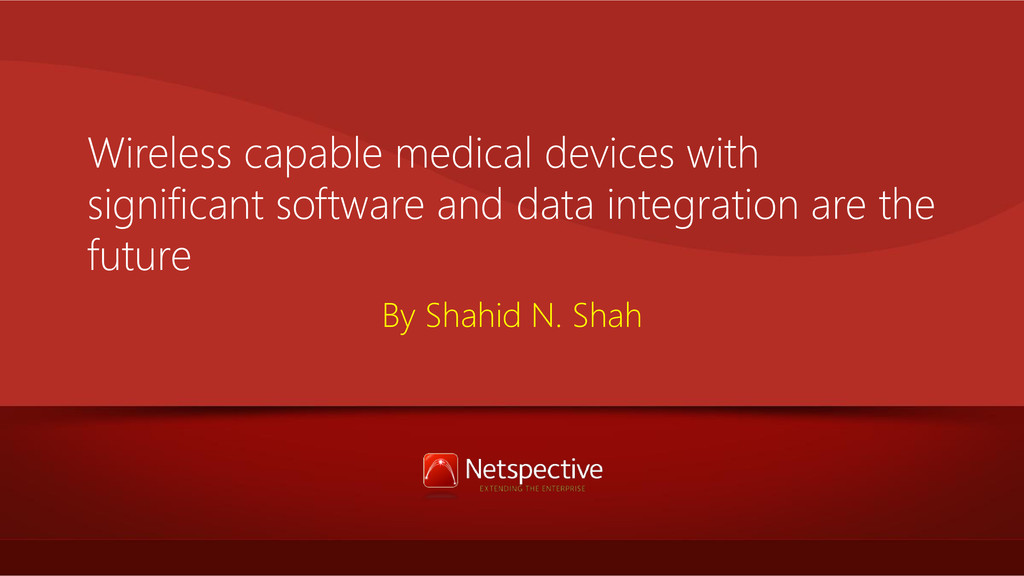 Wireless capable medical devices with
significant software and data integration are the
future
By Shahid N. Shah
Netspective
EXTENDING THE ENTERPRISE